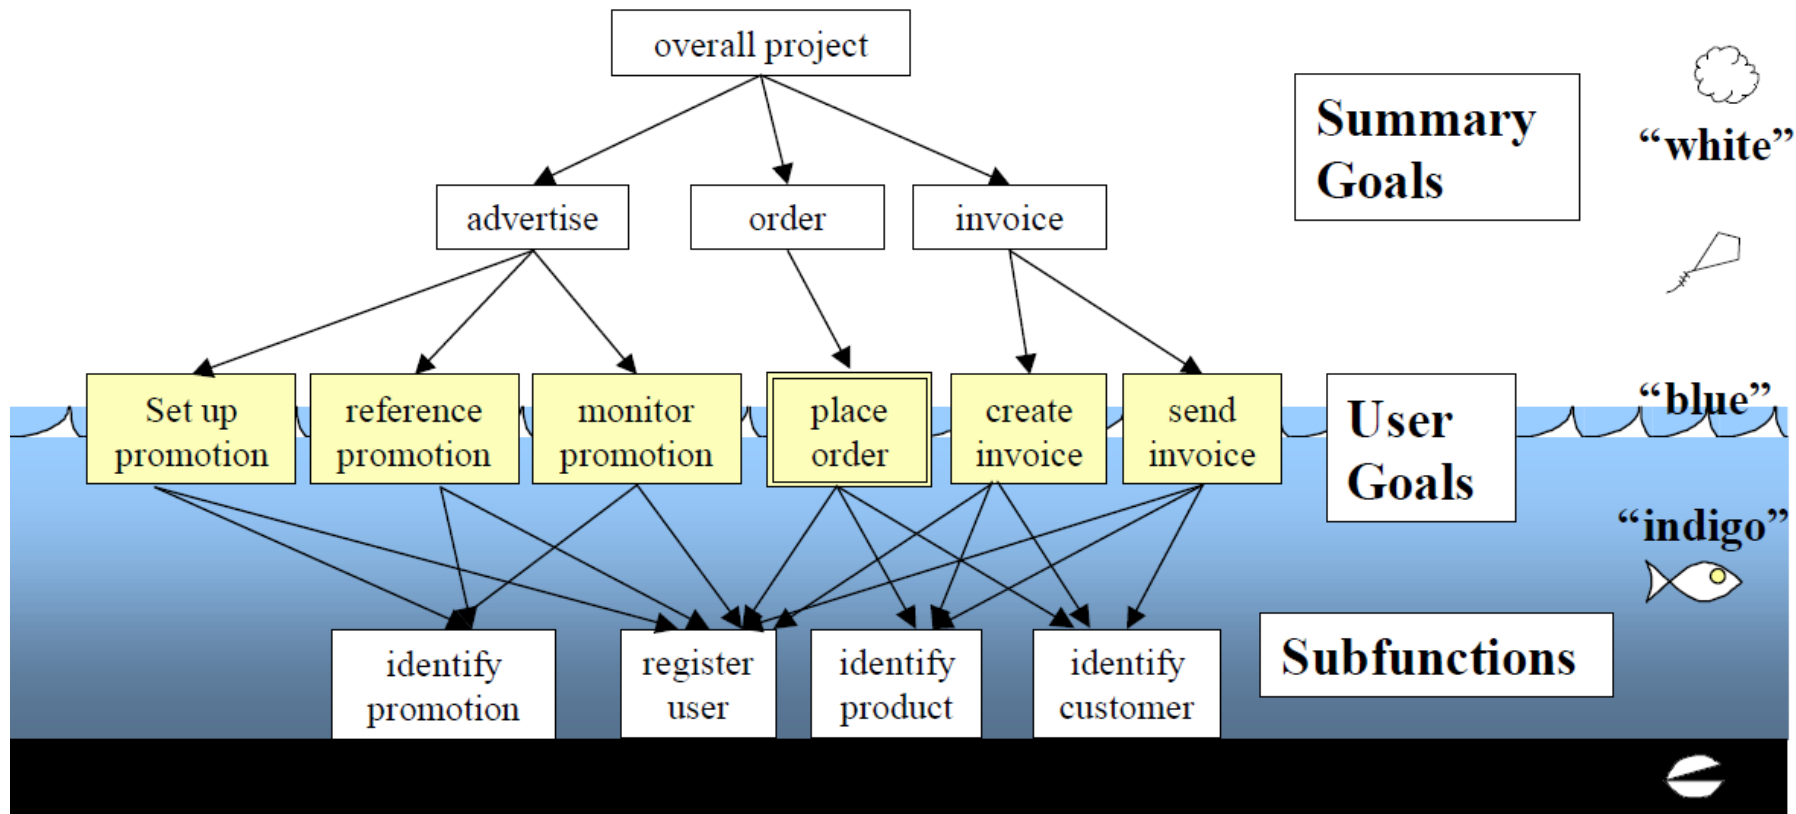 overall project
Summary
Goals
“white”
advertise
order
invoice
Set up
promotion
reference
promotion
monitor
promotion
place
order
create
invoice
send
invoice
User
Goals
“blue”
“indigo”
identify
promotion
register
user
identify
product
identify
customer
Subfunctions